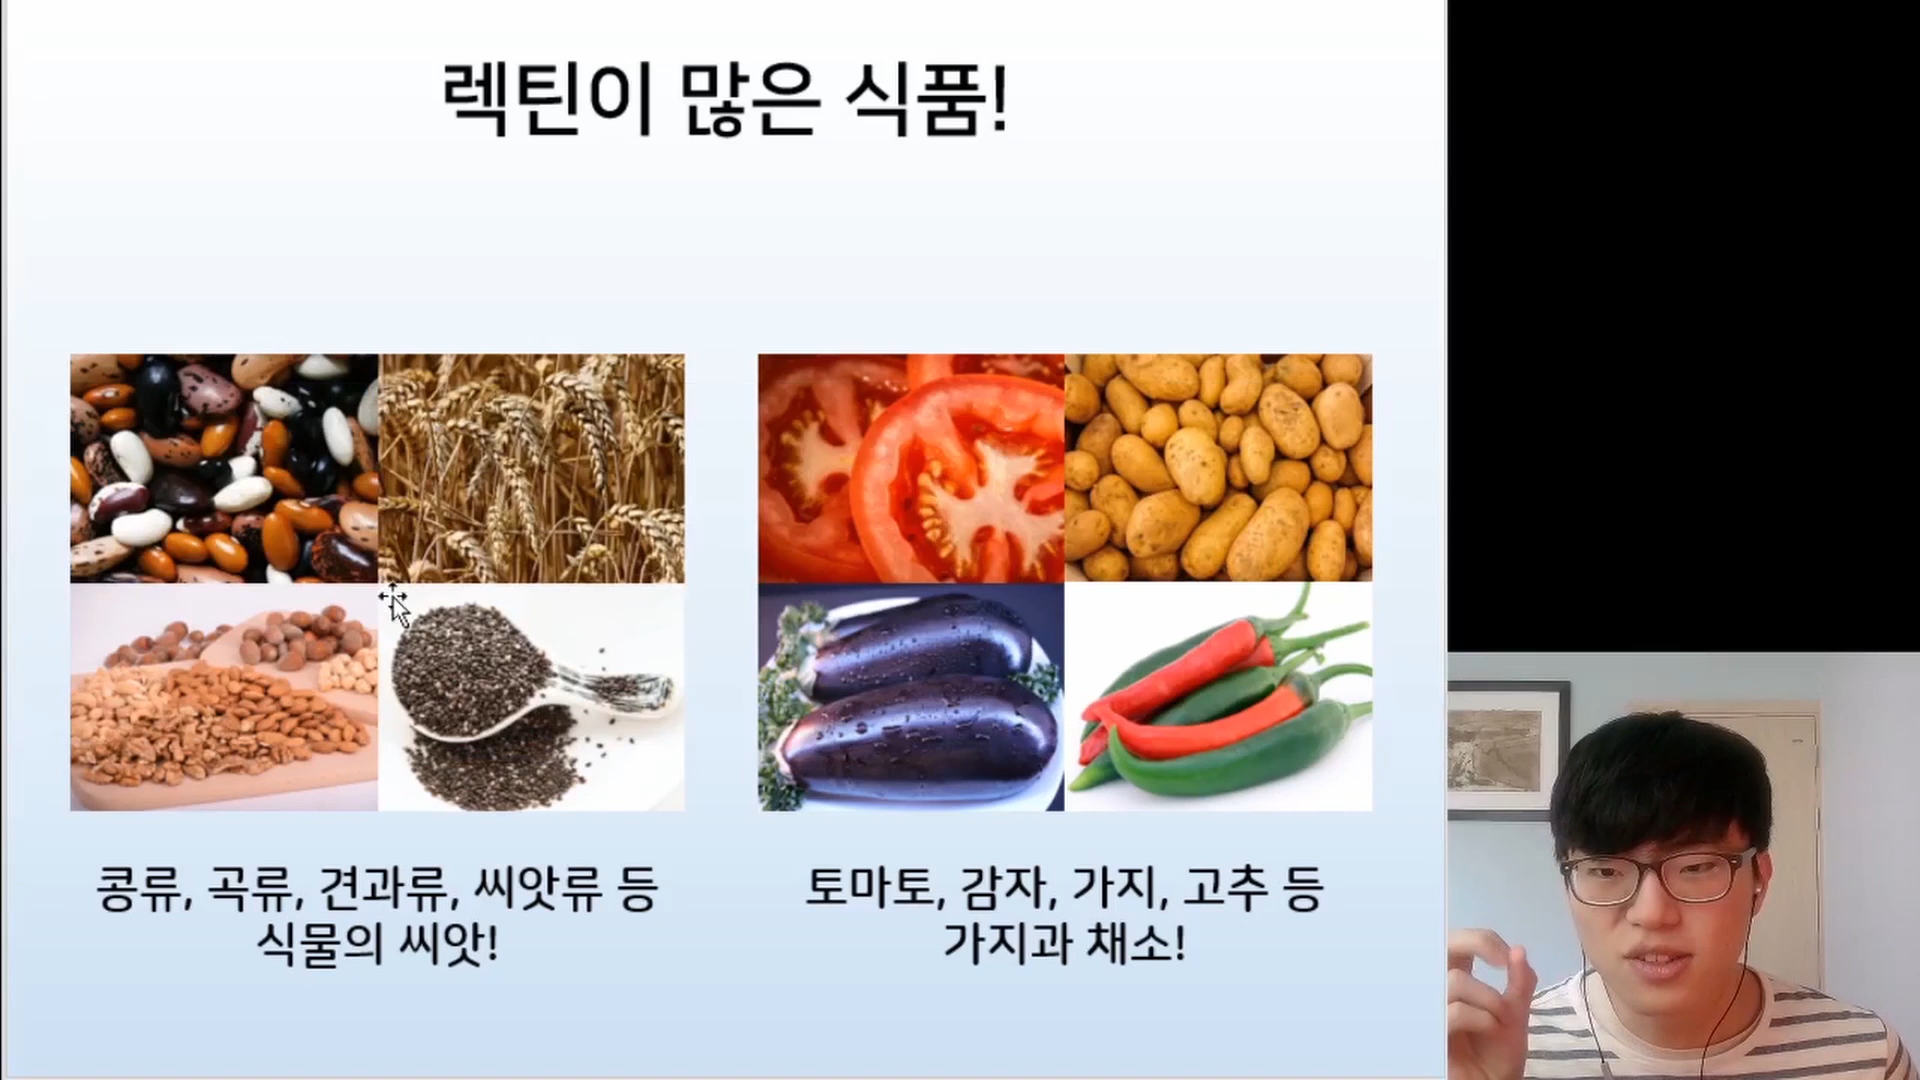 렉틴이 많은 식품!
콩류, 곡류, 견과류, 씨앗류 등
식물의 씨앗!
토마토, 감자, 가지, 고추 등
가지과 채소!